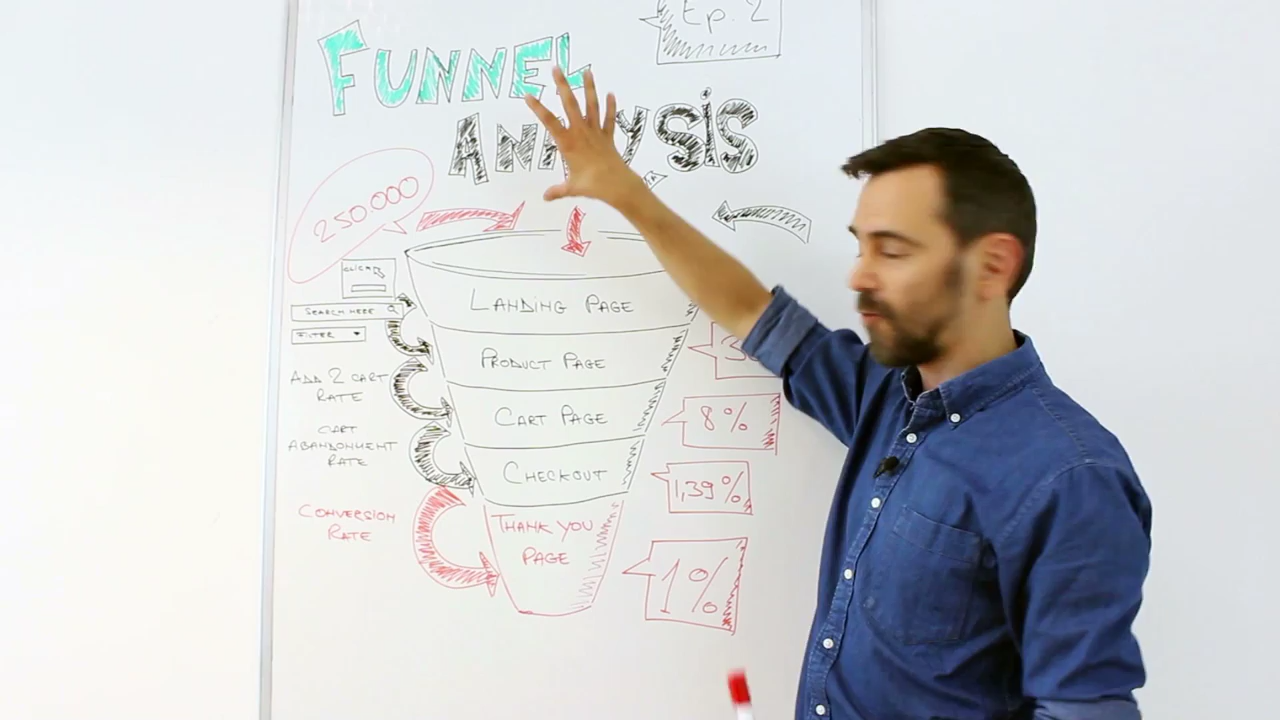 Ep. 2
FUNNEL
ANALYSIS
250.000
CLICK
SEARCH HERE
FILTER
ADD 2 CART
RATE
CART
ABANDONMENT
RATE
CONVERSION
RATE
LANDING PAGE
PRODUCT PAGE
CART PAGE
CHECKOUT
THANK YOU
PAGE
8%
1,39%
1%